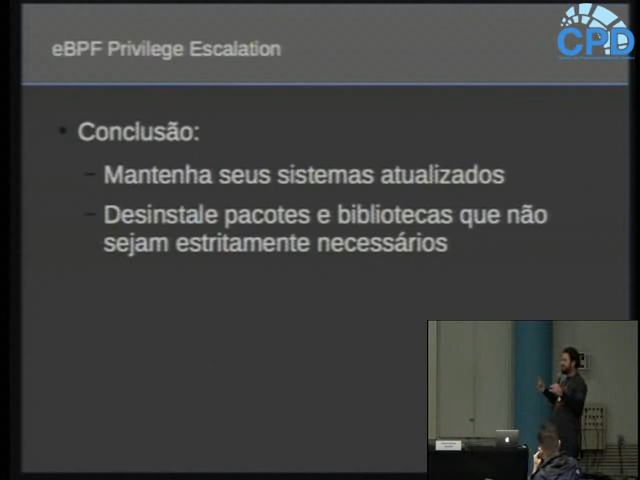 CPD
eBPF Privilege Escalation
• Conclusão:
– Mantenha seus sistemas atualizados
– Desinstale pacotes e bibliotecas que não
sejam estritamente necessários